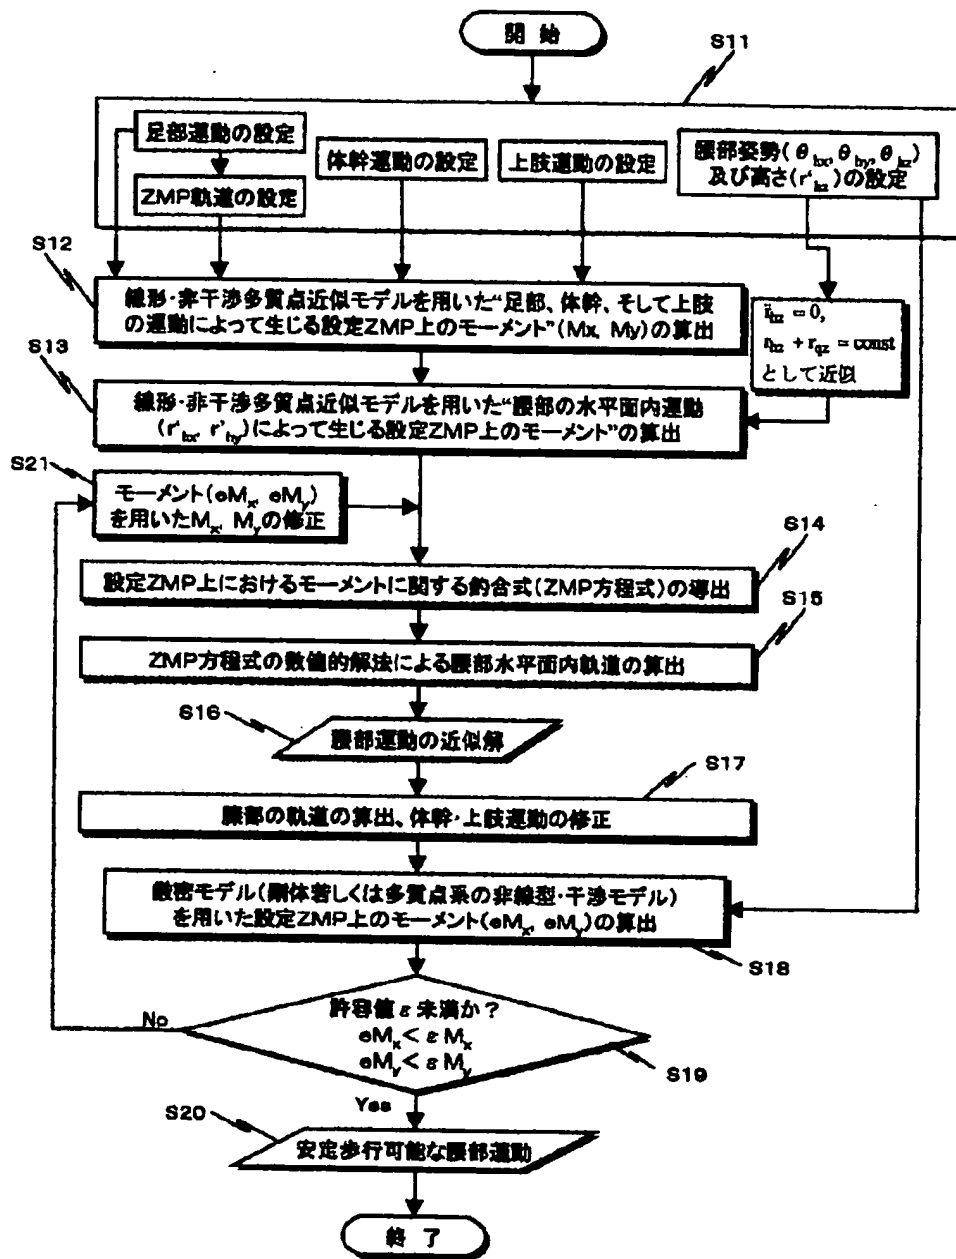 開 始
S11
足部運動の設定
ZMP軌道の設定
体幹運動の設定
上肢運動の設定
腰部姿勢(θhx,θhy,θhz)
及び高さ(r'hz)の設定
S12
線形・非干渉多質点近似モデルを用いた“足部、体幹、そして上肢
の運動によって生じる設定ZMP上のモーメント”(Mx, My)の算出
r̈hz = 0,
rhz + rqz = const
として近似
S13
線形・非干渉多質点近似モデルを用いた“腰部の水平面内運動
(r'hx, r'hy)によって生じる設定ZMP上のモーメント”の算出
S21
モーメント(eMx, eMy)
を用いたMx, Myの修正
S14
設定ZMP上におけるモーメントに関する釣合式(ZMP方程式)の導出
S15
ZMP方程式の数値的解法による腰部水平面内軌道の算出
S16
腰部運動の近似解
S17
腰部の軌道の算出、体幹・上肢運動の修正
厳密モデル(剛体若しくは多質点系の非線型・干渉モデル)
を用いた設定ZMP上のモーメント(eMx, eMy)の算出
S18
許容値ε未満か?
eMx < ε Mx
eMy < ε My
No
S19
Yes
S20
安定歩行可能な腰部運動
終 了